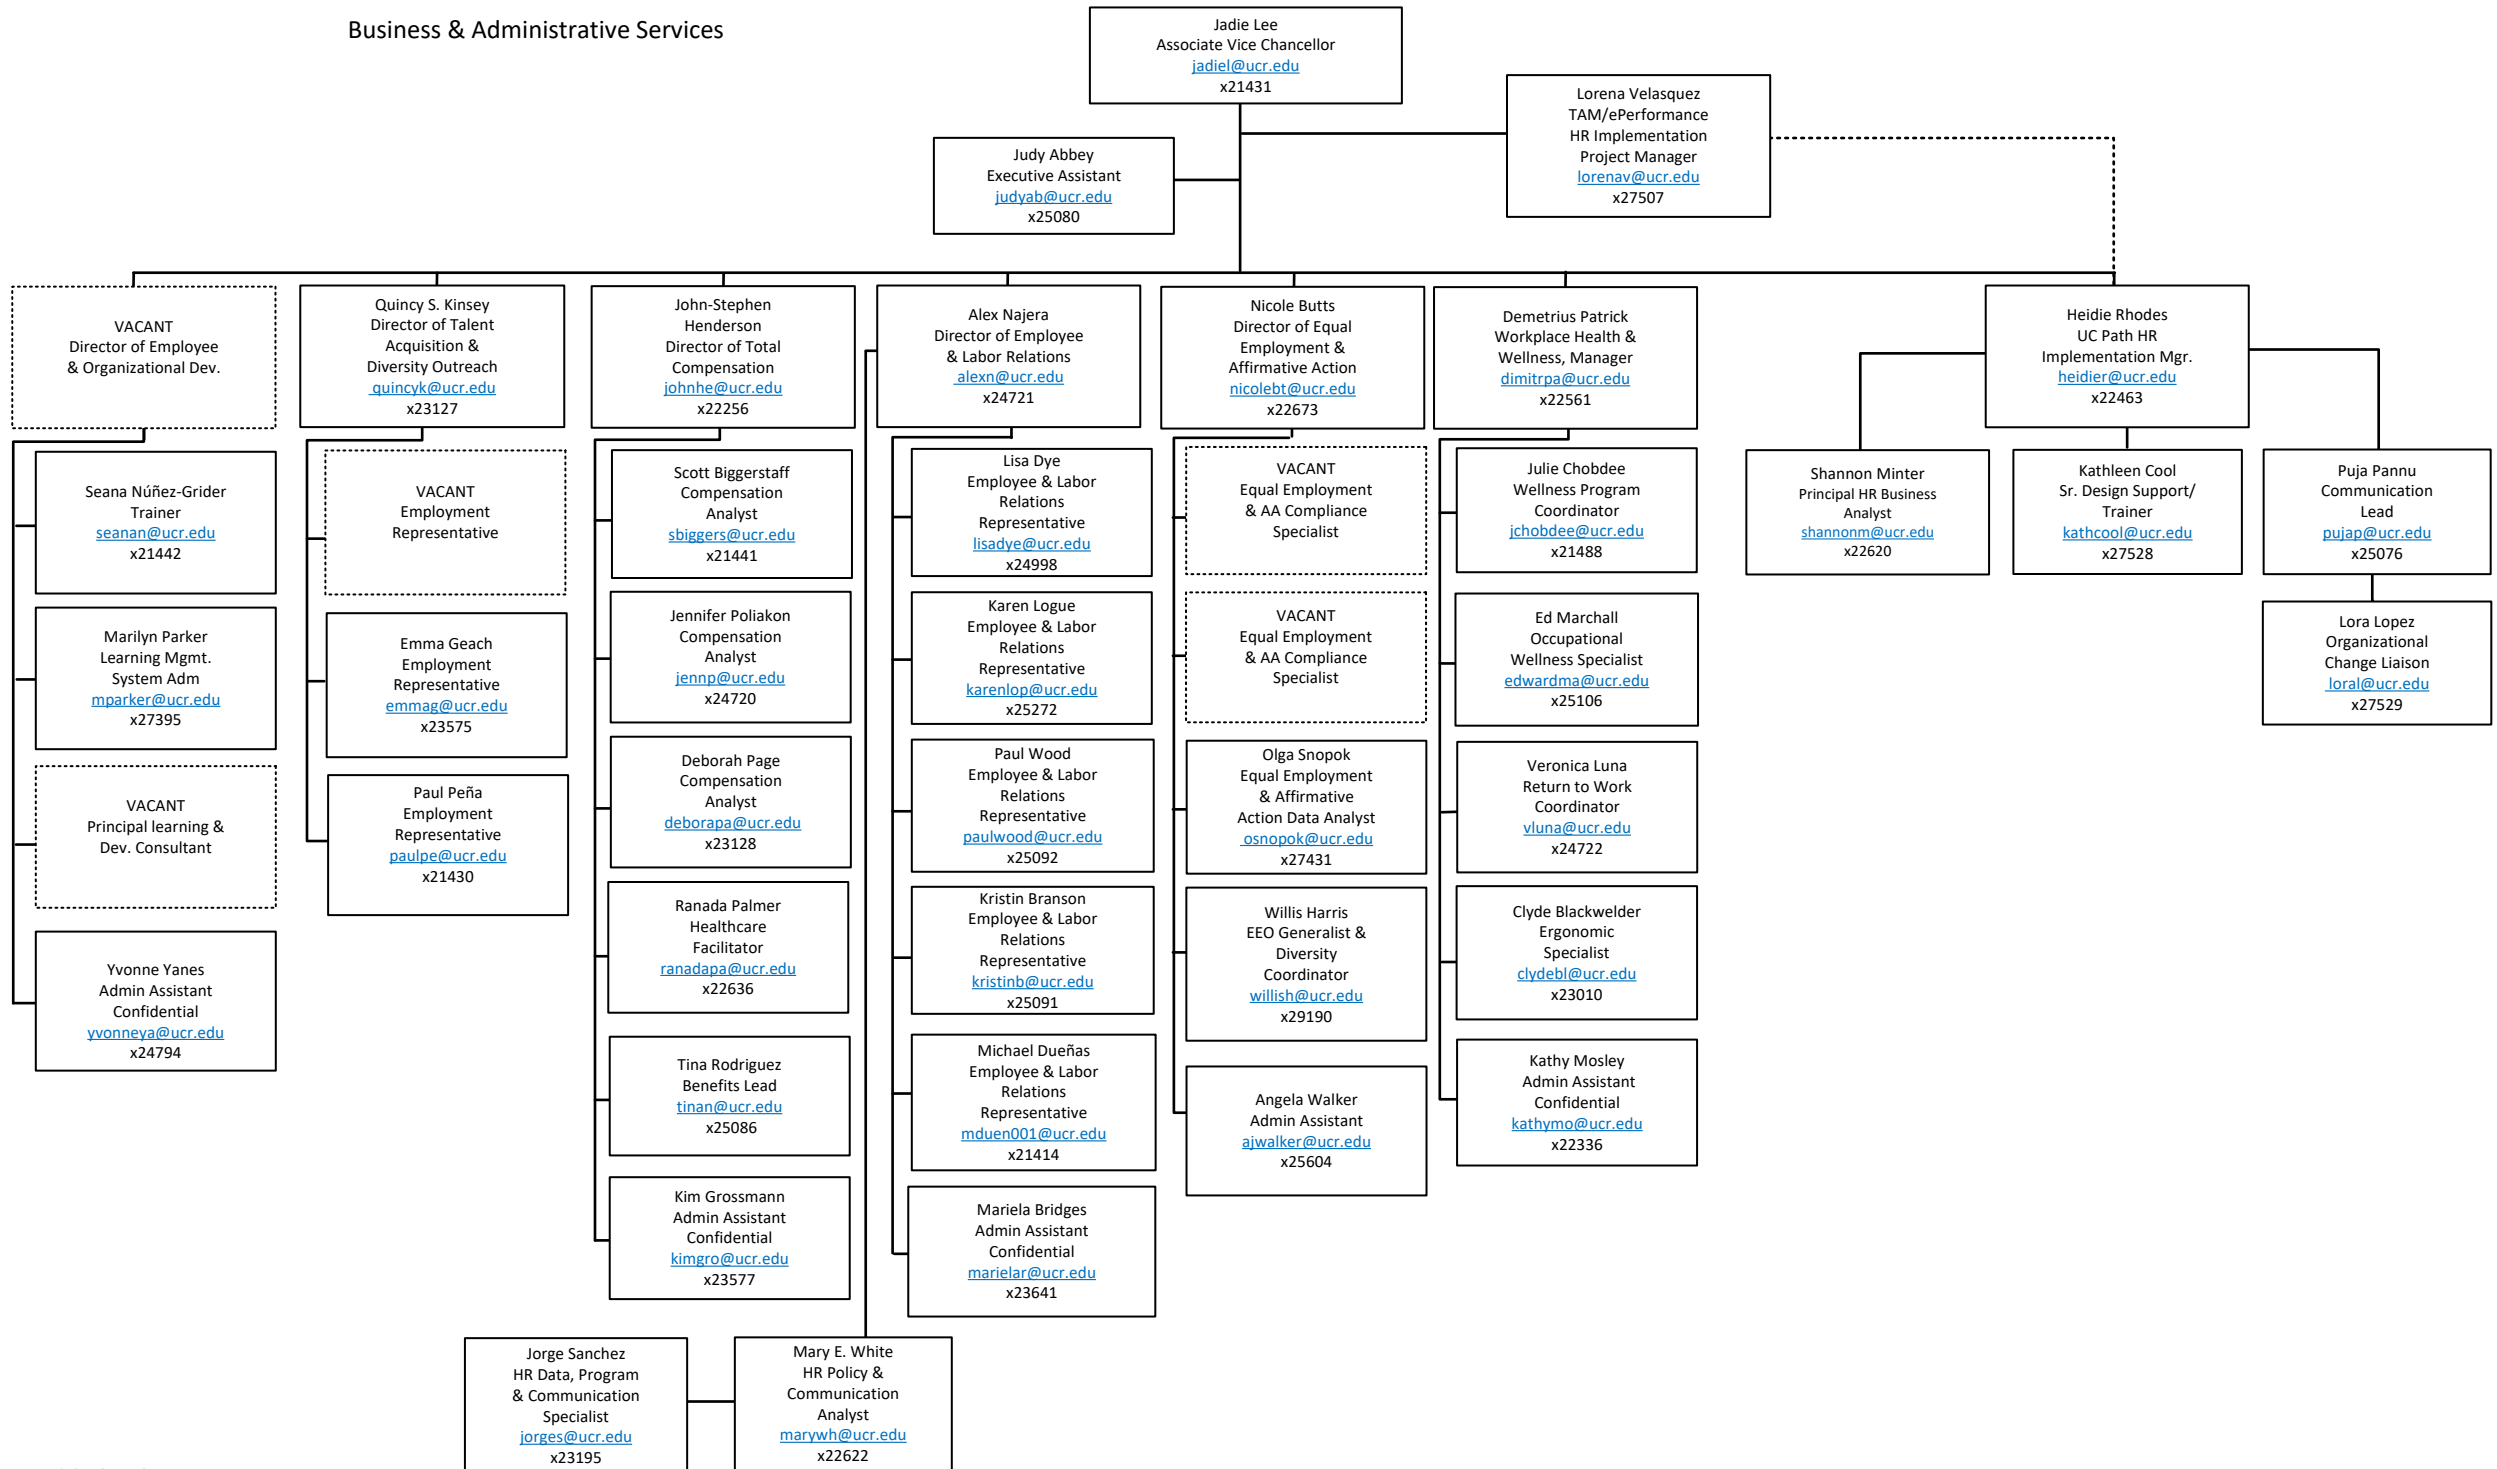 Business & Administrative Services
Jadie Lee
Associate Vice Chancellor
jadiel@ucr.edu
x21431
Lorena Velasquez
TAM/ePerformance
HR Implementation
Project Manager
lorenav@ucr.edu
x27507
Judy Abbey
Executive Assistant
judyab@ucr.edu
x25080
VACANT
Director of Employee
& Organizational Dev.
Quincy S. Kinsey
Director of Talent
Acquisition &
Diversity Outreach
quincyk@ucr.edu
x23127
John-Stephen
Henderson
Director of Total
Compensation
johnhe@ucr.edu
x22256
Alex Najera
Director of Employee
& Labor Relations
alexn@ucr.edu
x24721
Nicole Butts
Director of Equal
Employment &
Affirmative Action
nicolebt@ucr.edu
x22673
Demetrius Patrick
Workplace Health &
Wellness, Manager
dimitrpa@ucr.edu
x22561
Heidie Rhodes
UC Path HR
Implementation Mgr.
heidier@ucr.edu
x22463
Seana Núñez-Grider
Trainer
seanan@ucr.edu
x21442
Marilyn Parker
Learning Mgmt.
System Adm
mparker@ucr.edu
x27395
VACANT
Principal learning &
Dev. Consultant
Yvonne Yanes
Admin Assistant
Confidential
yvonneya@ucr.edu
x24794
VACANT
Employment
Representative
Emma Geach
Employment
Representative
emmag@ucr.edu
x23575
Paul Peña
Employment
Representative
paulpe@ucr.edu
x21430
Scott Biggerstaff
Compensation
Analyst
sbiggers@ucr.edu
x21441
Jennifer Poliakon
Compensation
Analyst
jennp@ucr.edu
x24720
Deborah Page
Compensation
Analyst
deborapa@ucr.edu
x23128
Ranada Palmer
Healthcare
Facilitator
ranadapa@ucr.edu
x22636
Tina Rodriguez
Benefits Lead
tinan@ucr.edu
x25086
Kim Grossmann
Admin Assistant
Confidential
kimgro@ucr.edu
x23577
Lisa Dye
Employee & Labor
Relations
Representative
lisadye@ucr.edu
x24998
Karen Logue
Employee & Labor
Relations
Representative
karenlop@ucr.edu
x25272
Paul Wood
Employee & Labor
Relations
Representative
paulwood@ucr.edu
x25092
Kristin Branson
Employee & Labor
Relations
Representative
kristinb@ucr.edu
x25091
Michael Dueñas
Employee & Labor
Relations
Representative
mduen001@ucr.edu
x21414
Mariela Bridges
Admin Assistant
Confidential
marielar@ucr.edu
x23641
VACANT
Equal Employment
& AA Compliance
Specialist
VACANT
Equal Employment
& AA Compliance
Specialist
Olga Snopok
Equal Employment
& Affirmative
Action Data Analyst
osnopok@ucr.edu
x27431
Willis Harris
EEO Generalist &
Diversity
Coordinator
willish@ucr.edu
x29190
Angela Walker
Admin Assistant
ajwalker@ucr.edu
x25604
Julie Chobdee
Wellness Program
Coordinator
jchobdee@ucr.edu
x21488
Ed Marchall
Occupational
Wellness Specialist
edwardma@ucr.edu
x25106
Veronica Luna
Return to Work
Coordinator
vluna@ucr.edu
x24722
Clyde Blackwelder
Ergonomic
Specialist
clydebl@ucr.edu
x23010
Kathy Mosley
Admin Assistant
Confidential
kathymo@ucr.edu
x22336
Shannon Minter
Principal HR Business
Analyst
shannonm@ucr.edu
x22620
Kathleen Cool
Sr. Design Support/
Trainer
kathcool@ucr.edu
x27528
Puja Pannu
Communication
Lead
pujap@ucr.edu
x25076
Lora Lopez
Organizational
Change Liaison
loral@ucr.edu
x27529
Jorge Sanchez
HR Data, Program
& Communication
Specialist
jorges@ucr.edu
x23195
Mary E. White
HR Policy &
Communication
Analyst
marywh@ucr.edu
x22622